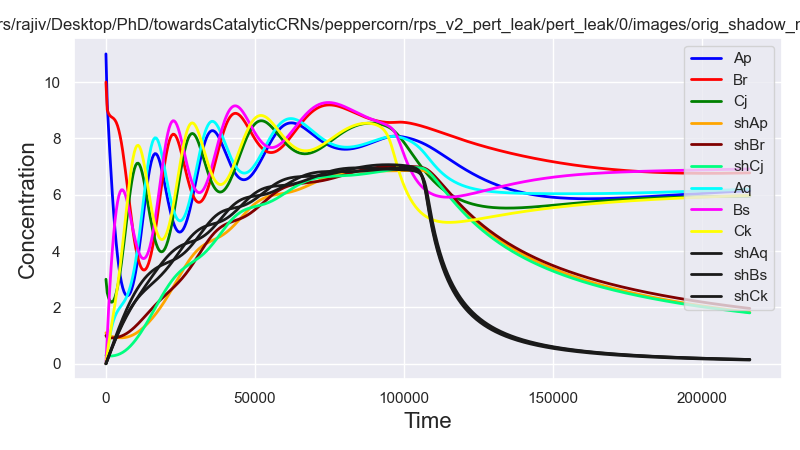 rs/rajiv/Desktop/PhD/towardsCatalyticCRNs/peppercorn/rps_v2_pert_leak/pert_leak/0/images/orig_shadow_r
Concentration
10
8
6
4
2
0
0 50000 100000 150000 200000
Time
Ap
Br
Cj
shAp
shBr
shCj
Aq
Bs
Ck
shAq
shBs
shCk